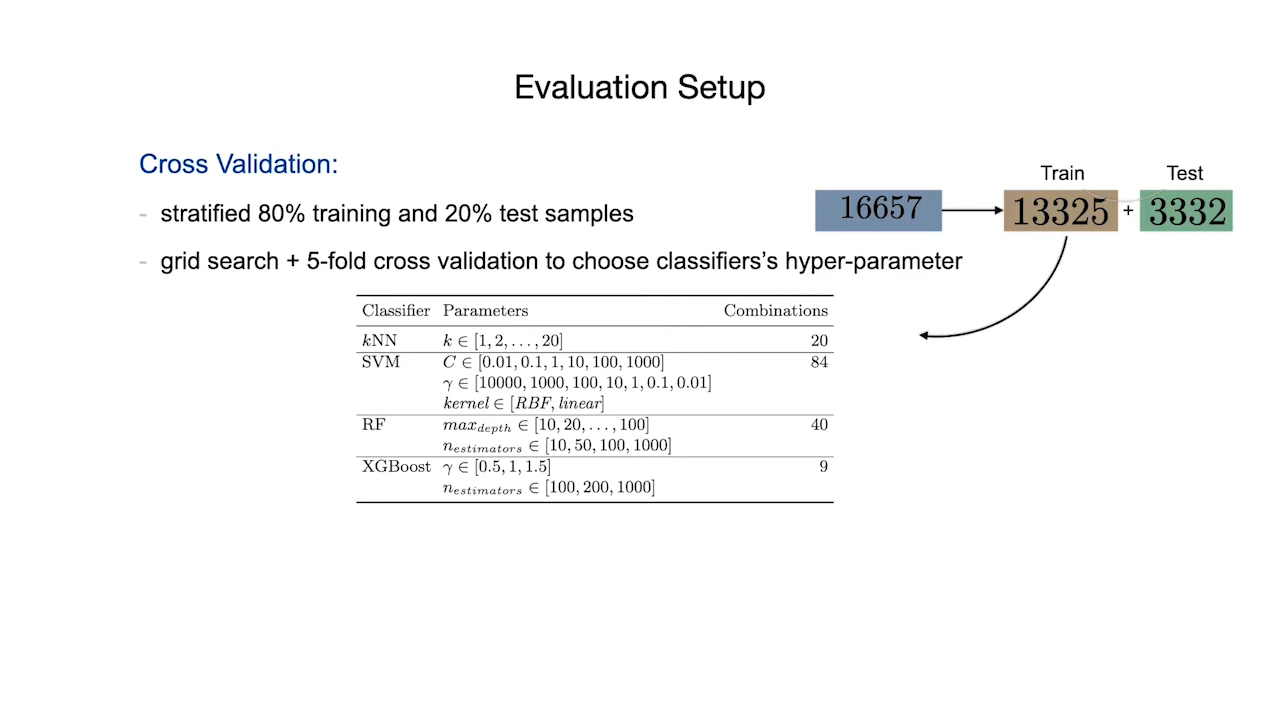 Evaluation Setup
Cross Validation:
Train Test
- stratified 80% training and 20% test samples
16657 13325 + 3332
- grid search + 5-fold cross validation to choose classifiers's hyper-parameter
Classifier Parameters Combinations
kNN k ∈ [1, 2, . . . , 20] 20
SVM C ∈ [0.01, 0.1, 1, 10, 100, 1000] 84
γ ∈ [10000, 1000, 100, 10, 1, 0.1, 0.01]
kernel ∈ [RBF, linear]
RF max_depth ∈ [10, 20, . . . , 100] 40
n_estimators ∈ [10, 50, 100, 1000]
XGBoost γ ∈ [0.5, 1, 1.5] 9
n_estimators ∈ [100, 200, 1000]